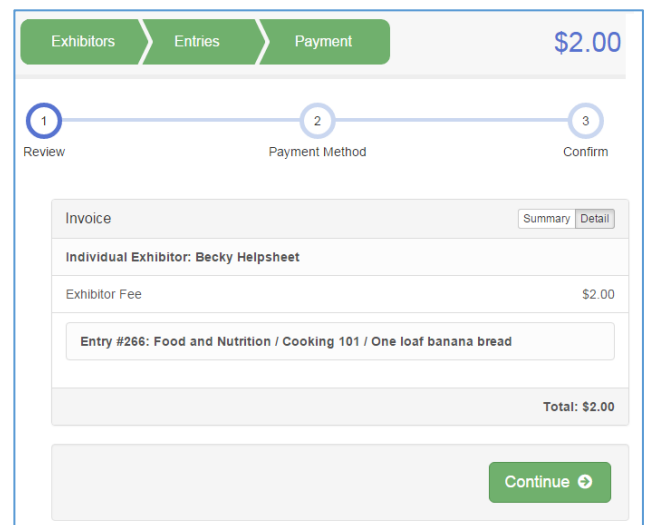 Exhibitors Entries Payment $2.00
1 2 3
Review Payment Method Confirm
Invoice Summary Detail
Individual Exhibitor: Becky Helpsheet
Exhibitor Fee $2.00
Entry #266: Food and Nutrition / Cooking 101 / One loaf banana bread
Total: $2.00
Continue